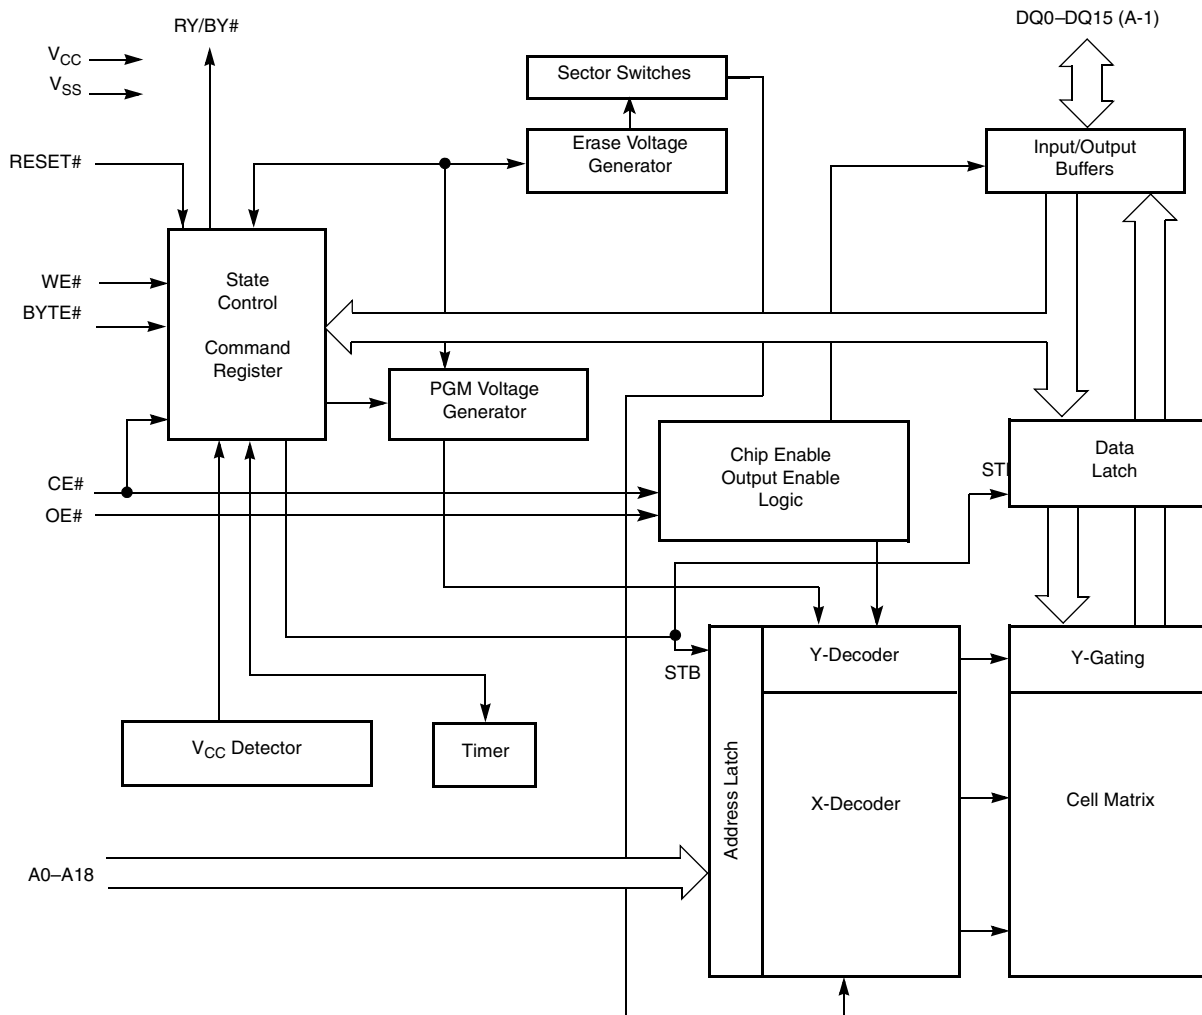 RY/BY#
DQ0–DQ15 (A-1)
VCC
VSS
Sector Switches
Erase Voltage
Generator
Input/Output
Buffers
RESET#
WE#
BYTE#
State
Control
Command
Register
PGM Voltage
Generator
Chip Enable
Output Enable
Logic
Data
Latch
CE#
OE#
STB
Y-Decoder
Y-Gating
VCC Detector
Timer
Address Latch
X-Decoder
Cell Matrix
A0–A18